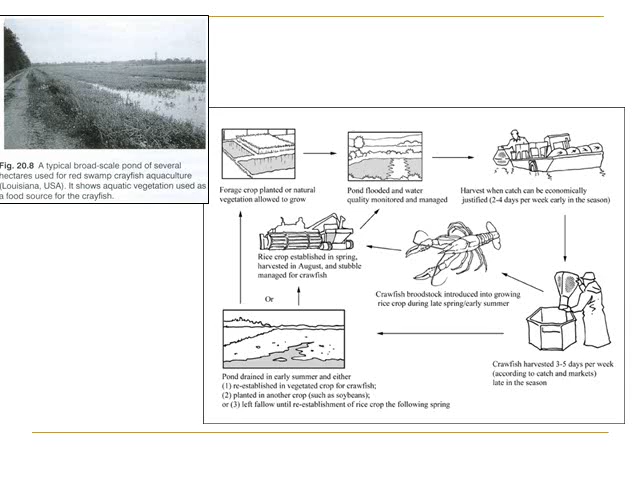 Fig. 20.8 A typical broad-scale pond of several
hectares used for red swamp crayfish aquaculture
(Louisiana, USA). It shows aquatic vegetation used as
a food source for the crayfish.
Forage crop planted or natural
vegetation allowed to grow
Pond flooded and water
quality monitored and managed
Harvest when catch can be economically
justified (2-4 days per week early in the season)
Rice crop established in spring,
harvested in August, and stubble
managed for crawfish
Crawfish broodstock introduced into growing
rice crop during late spring/early summer
Or
Crawfish harvested 3-5 days per week
(according to catch and markets)
late in the season
Pond drained in early summer and either
(1) re-established in vegetated crop for crawfish;
(2) planted in another crop (such as soybeans);
or (3) left fallow until re-establishment of rice crop the following spring